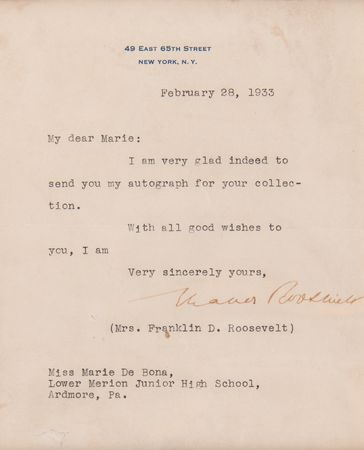 49 East 65th Street
New York, N. Y.
February 28, 1933
My dear Marie:
I am very glad indeed to
send you my autograph for your collec-
tion.
With all good wishes to
you, I am
Very sincerely yours,
Eleanor Roosevelt
(Mrs. Franklin D. Roosevelt)
Miss Marie De Bona,
Lower Merion Junior High School,
Ardmore, Pa.